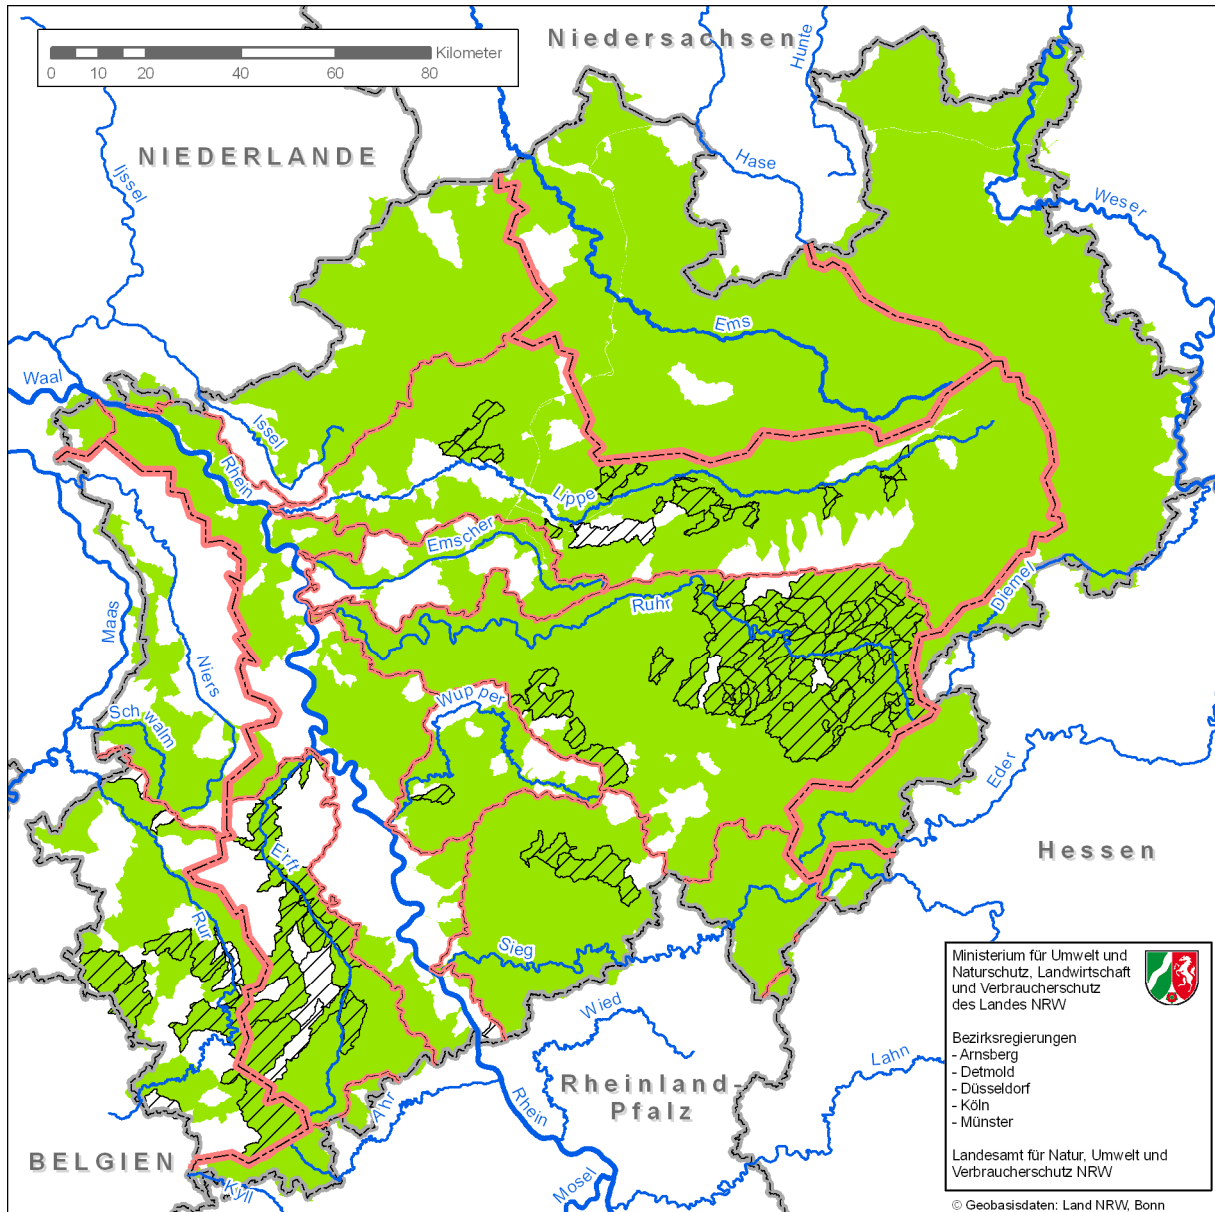 Niedersachsen
Hunte
Kilometer
0 10 20 40 60 80
NIEDERLANDE
Ijssel
Hase
Weser
Ems
Waal
Issel
Rhein
Lippe
Emscher
Ruhr
Diemel
Maas
Niers
Schwalm
Wupper
Eder
Erft
Hessen
Rur
Sieg
Wied
Lahn
Rheinland-
Pfalz
Rhein
Ahr
BELGIEN
Kyll
Mosel
Ministerium für Umwelt und
Naturschutz, Landwirtschaft
und Verbraucherschutz
des Landes NRW
Bezirksregierungen
- Arnsberg
- Detmold
- Düsseldorf
- Köln
- Münster
Landesamt für Natur, Umwelt und
Verbraucherschutz NRW
© Geobasisdaten: Land NRW, Bonn